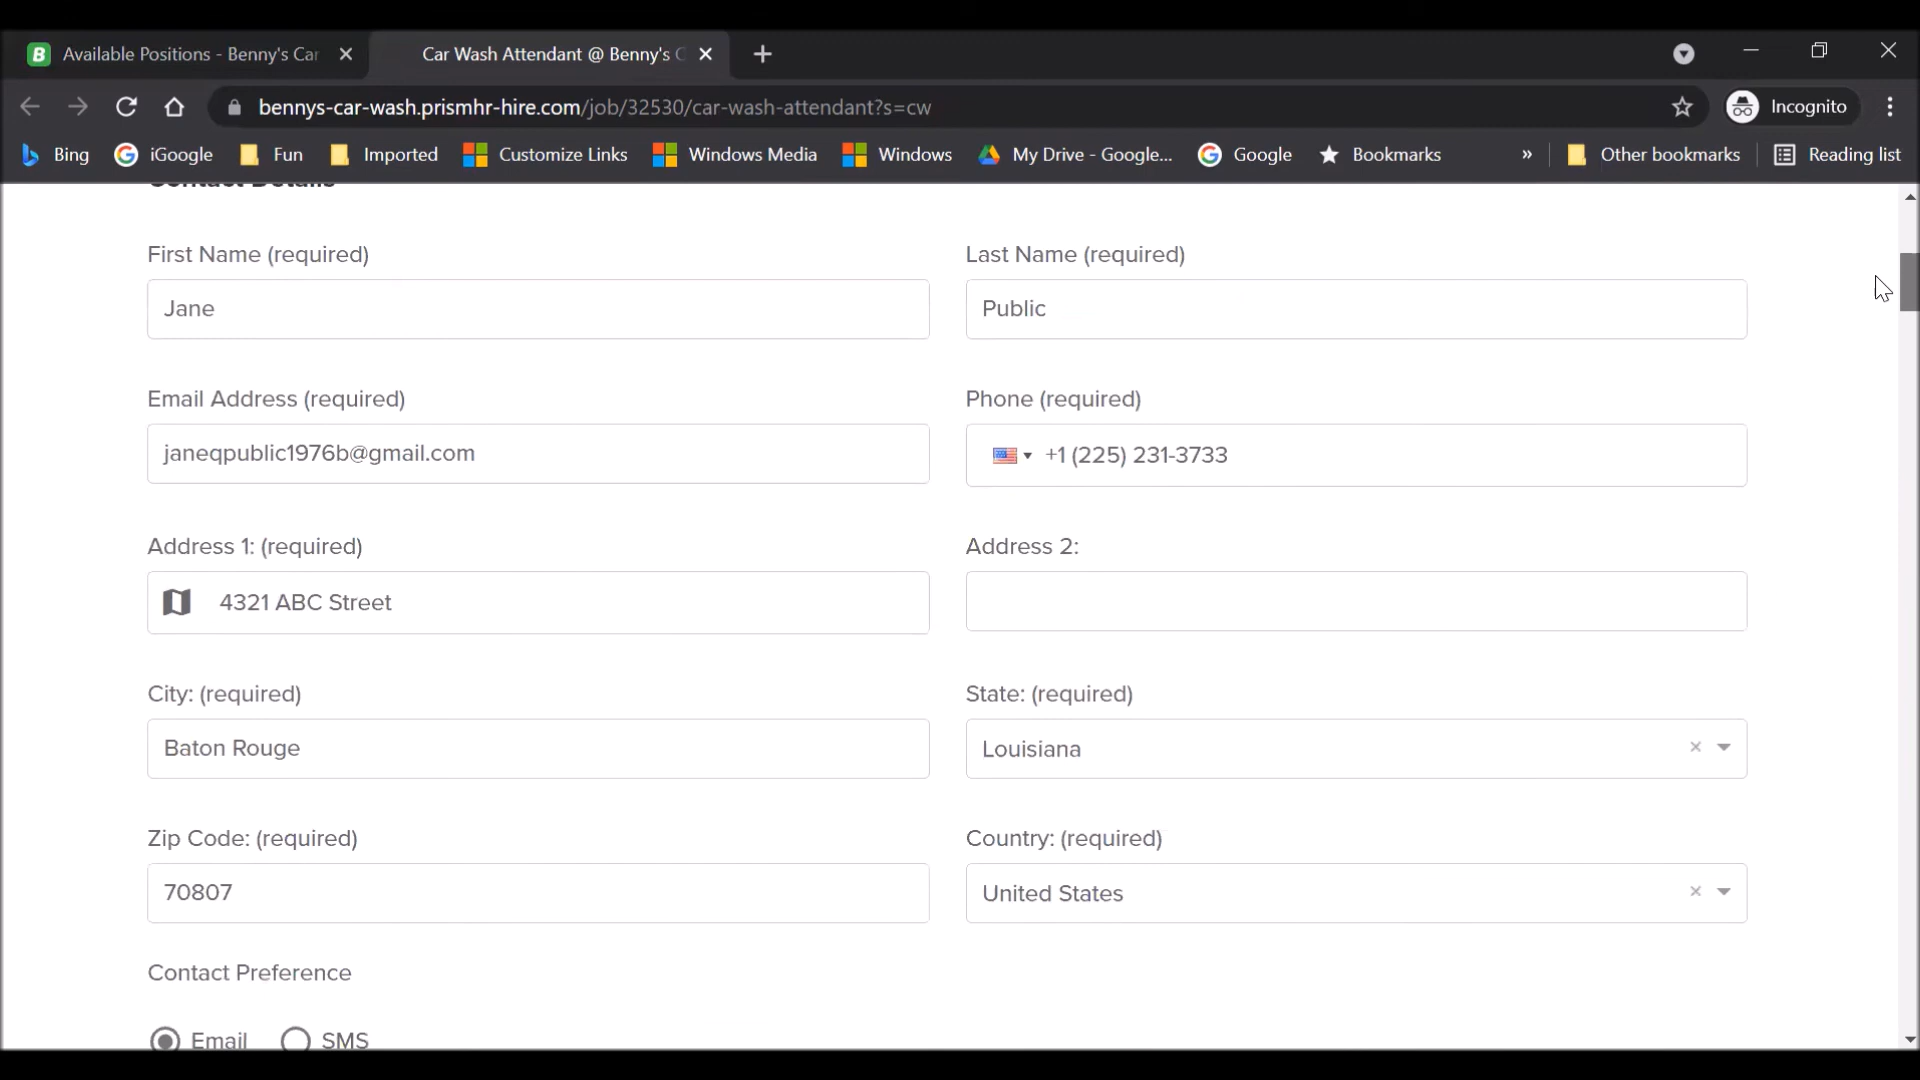 Available Positions - Benny's Car
Car Wash Attendant @ Benny's C
bennys-car-wash.prismhr-hire.com/job/32530/car-wash-attendant?s=cw
Incognito
Bing
iGoogle
Fun
Imported
Customize Links
Windows Media
Windows
My Drive - Google...
Google
Bookmarks
»
Other bookmarks
Reading list
Contact Details
First Name (required)
Last Name (required)
Jane
Public
Email Address (required)
Phone (required)
janeqpublic1976b@gmail.com
+1 (225) 231-3733
Address 1: (required)
Address 2:
4321 ABC Street
City: (required)
State: (required)
Baton Rouge
Louisiana
Zip Code: (required)
Country: (required)
70807
United States
Contact Preference
Email
SMS